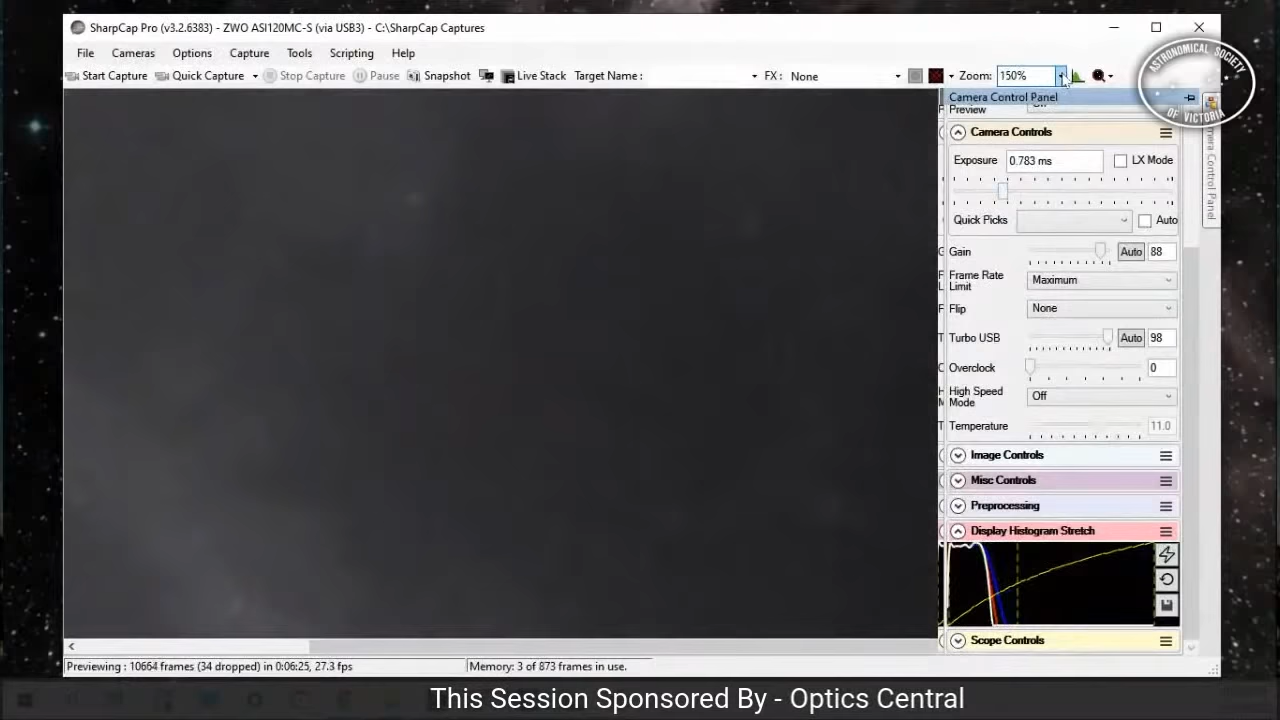 SharpCap Pro (v3.2.6383) - ZWO ASI120MC-S (via USB3) - C:\SharpCap Captures
File Cameras Options Capture Tools Scripting Help
Start Capture Quick Capture Stop Capture Pause Snapshot Live Stack Target Name : FX : None Zoom: 150%
ASTRONOMICAL SOCIETY
OF VICTORIA
Camera Control Panel
Preview
Camera Controls
Exposure 0.783 ms LX Mode
Quick Picks Auto
Gain Auto 88
Frame Rate
Limit Maximum
Flip None
Turbo USB Auto 98
Overclock 0
High Speed
Mode Off
Temperature 11.0
Image Controls
Misc Controls
Preprocessing
Display Histogram Stretch
Scope Controls
Camera Control Panel
Previewing : 10664 frames (34 dropped) in 0:06:25, 27.3 fps Memory: 3 of 873 frames in use.
This Session Sponsored By - Optics Central